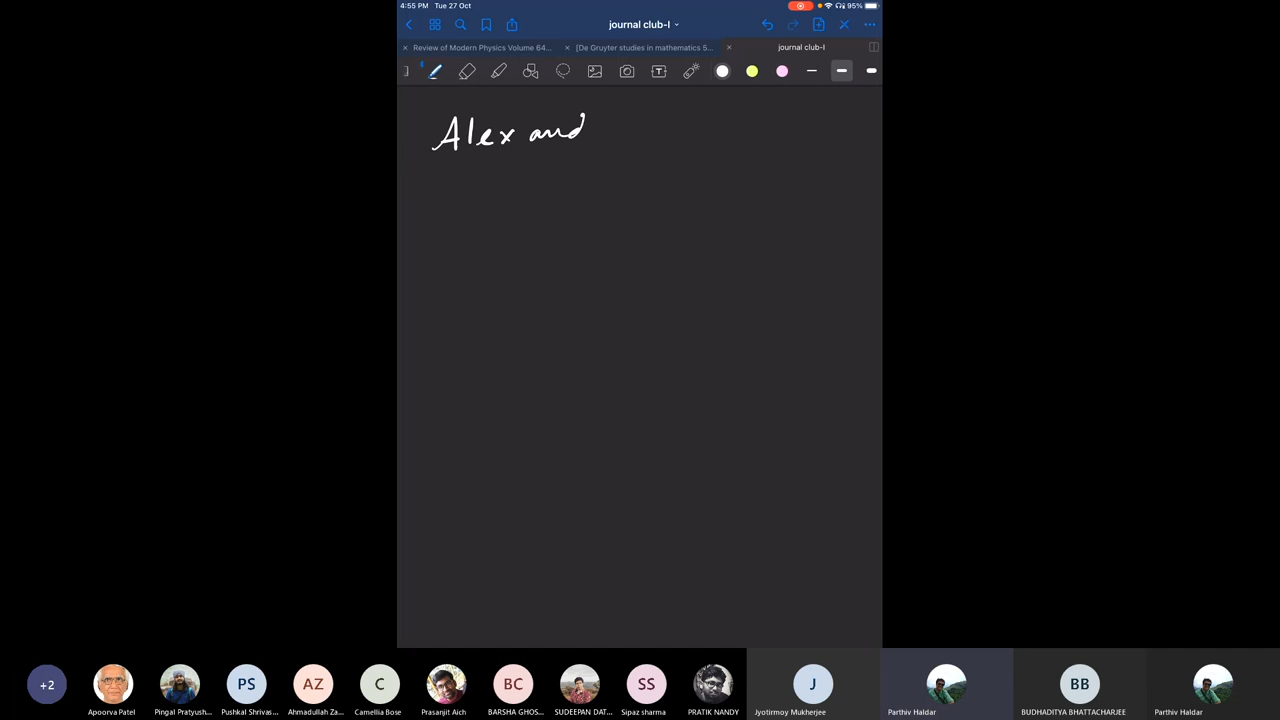 4:55 PM Tue 27 Oct
95%
journal club-I
Review of Modern Physics Volume 64...
[De Gruyter studies in mathematics 5...
journal club-I
T
Alex and
+2
PS
AZ
C
BC
SS
J
BB
Apoorva Patel
Pingal Pratyush...
Pushkal Shrivas...
Ahmadullah Za...
Camellia Bose
Prasanjit Aich
BARSHA GHOS...
SUDEEPAN DAT...
Sipaz sharma
PRATIK NANDY
Jyotirmoy Mukherjee
Parthiv Haldar
BUDHADITYA BHATTACHARJEE
Parthiv Haldar